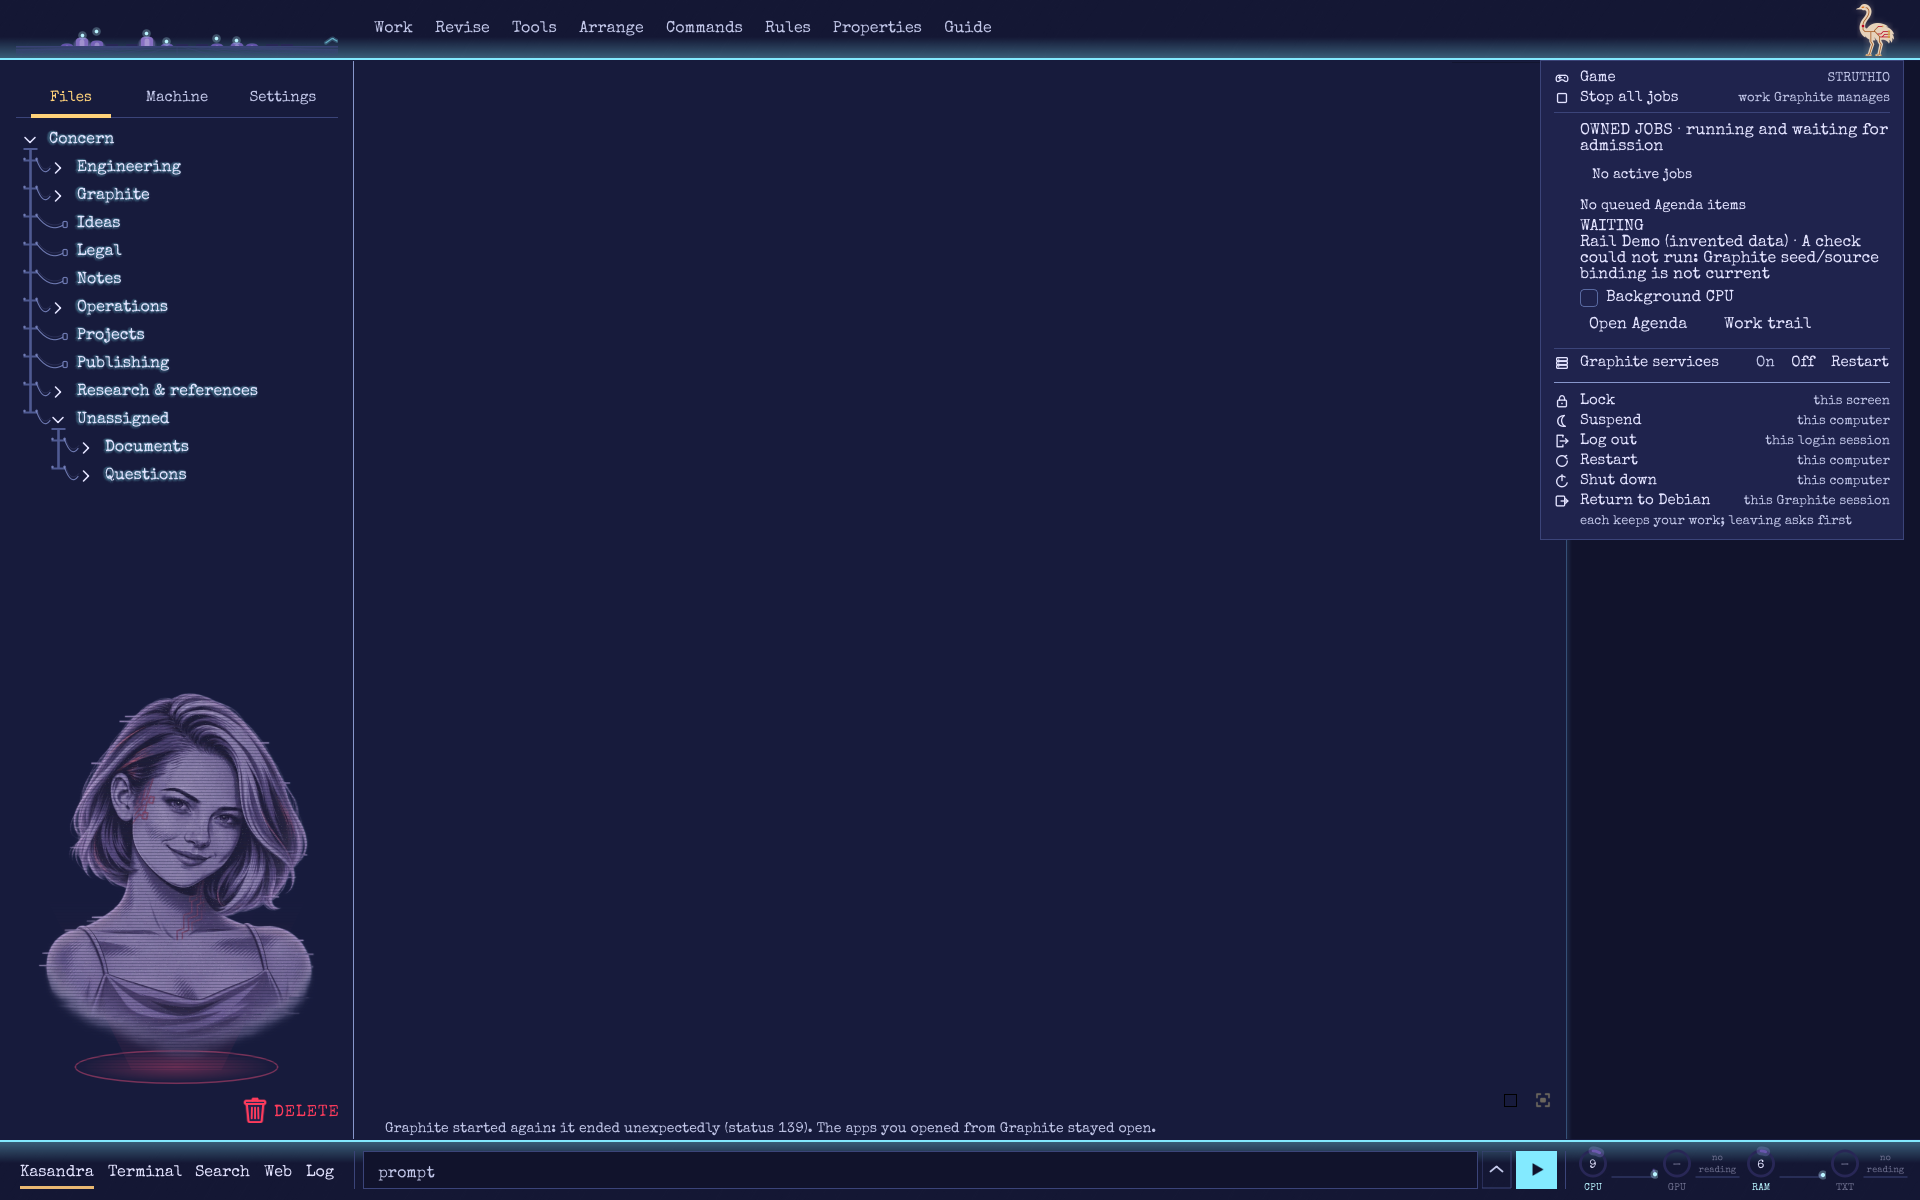 Work Revise Tools Arrange Commands Rules Properties Guide
Files Machine Settings
Concern
Engineering
Graphite
Ideas
Legal
Notes
Operations
Projects
Publishing
Research & references
Unassigned
Documents
Questions
DELETE
Game STRUTHIO
Stop all jobs work Graphite manages
OWNED JOBS · running and waiting for
admission
No active jobs
No queued Agenda items
WAITING
Rail Demo (invented data) · A check
could not run: Graphite seed/source
binding is not current
Background CPU
Open Agenda Work trail
Graphite services On Off Restart
Lock this screen
Suspend this computer
Log out this login session
Restart this computer
Shut down this computer
Return to Debian this Graphite session
each keeps your work; leaving asks first
Graphite started again: it ended unexpectedly (status 139). The apps you opened from Graphite stayed open.
Kasandra Terminal Search Web Log
prompt
9 CPU
– GPU no reading
6 RAM
– TXT no reading